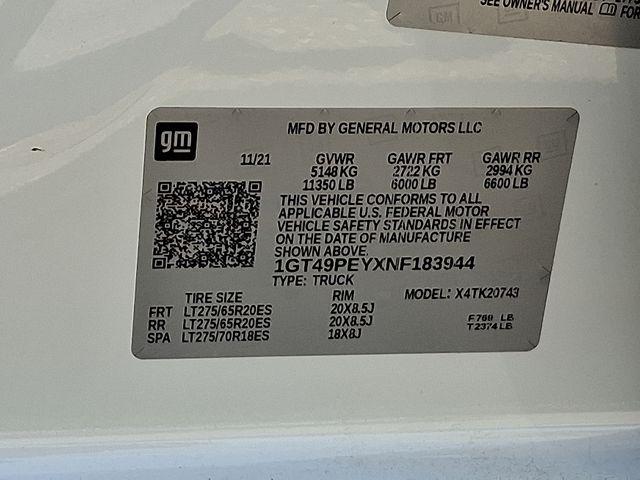 SEE OWNER'S MANUAL
FOR
gm
MFD BY GENERAL MOTORS LLC
11/21 GVWR GAWR FRT GAWR RR
5148 KG 2722 KG 2994 KG
11350 LB 6000 LB 6600 LB
THIS VEHICLE CONFORMS TO ALL
APPLICABLE U.S. FEDERAL MOTOR
VEHICLE SAFETY STANDARDS IN EFFECT
ON THE DATE OF MANUFACTURE
SHOWN ABOVE.
1GT49PEYXNF183944
TYPE: TRUCK
TIRE SIZE RIM MODEL: X4TK20743
FRT LT275/65R20ES 20X8.5J
RR LT275/65R20ES 20X8.5J F 769 LB
SPA LT275/70R18ES 18X8J T 2374 LB